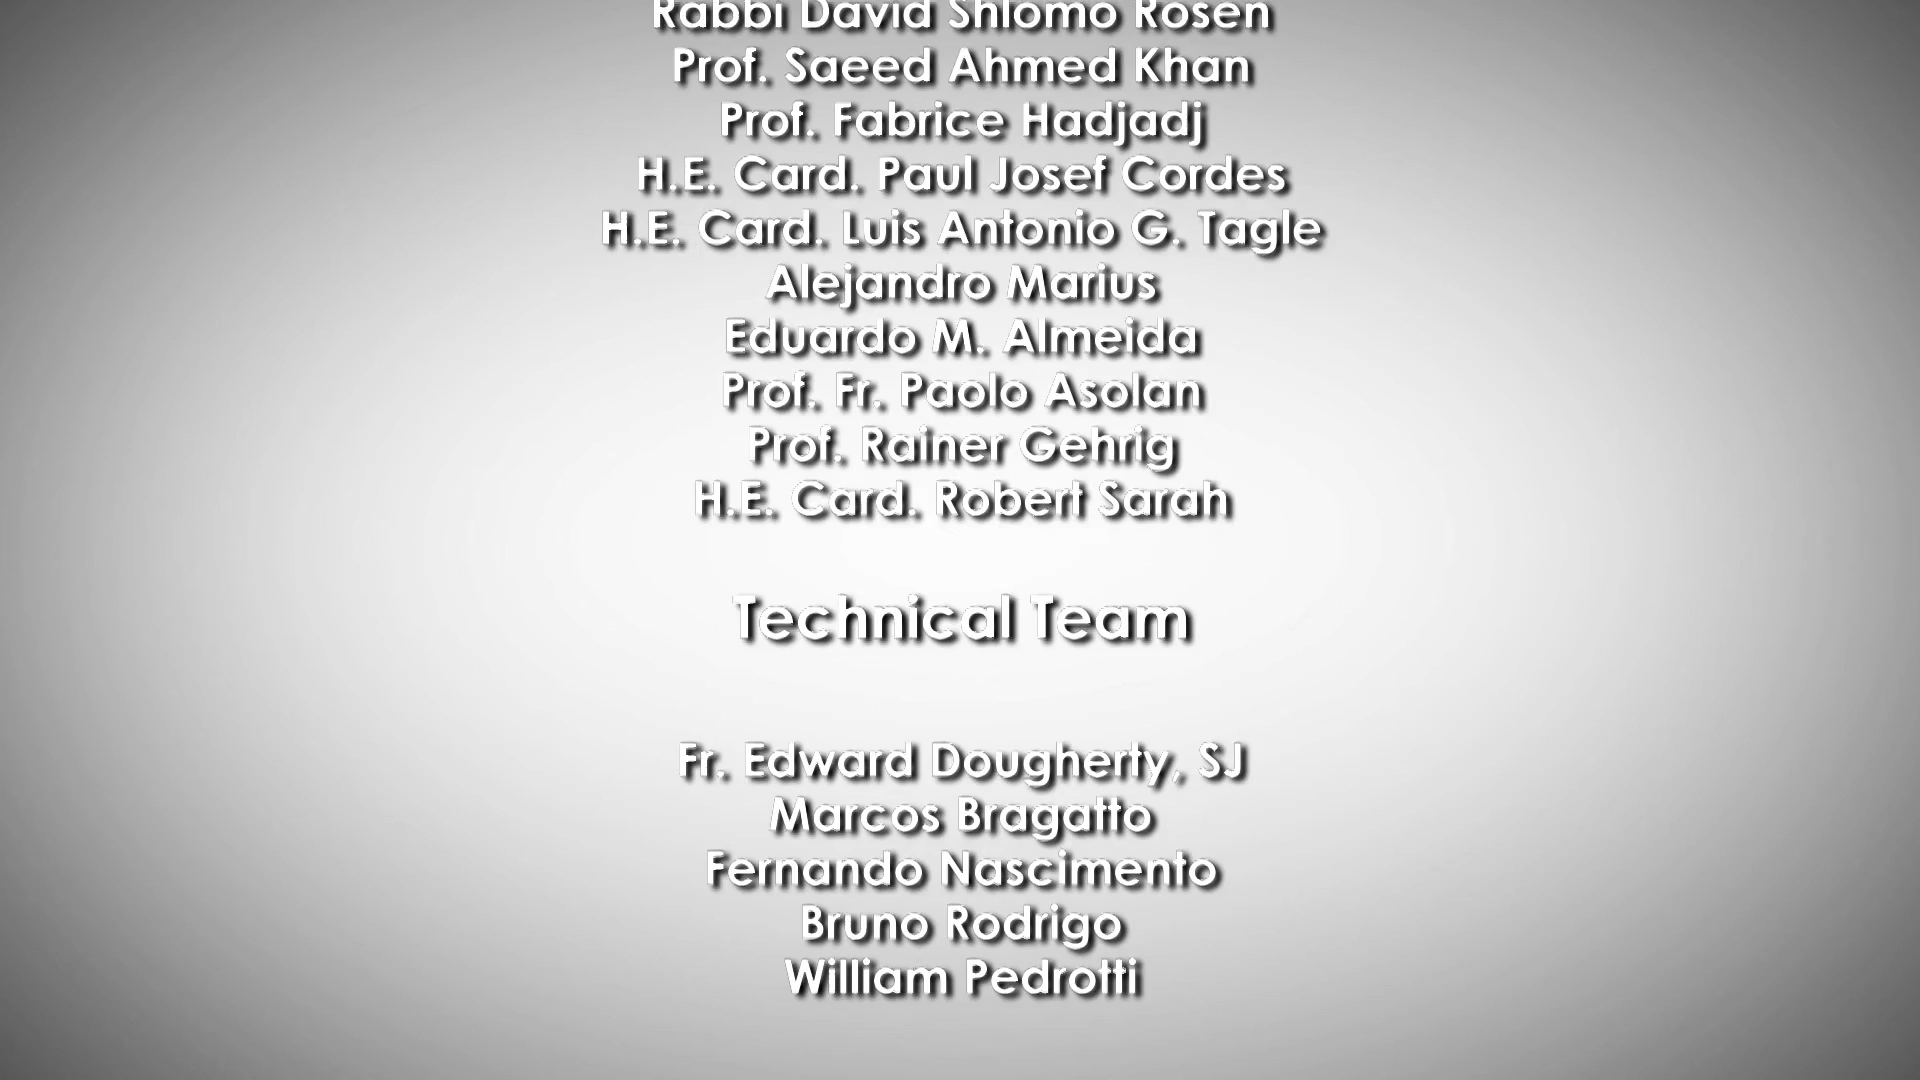 Rabbi David Shlomo Rosen
Prof. Saeed Ahmed Khan
Prof. Fabrice Hadjadj
H.E. Card. Paul Josef Cordes
H.E. Card. Luis Antonio G. Tagle
Alejandro Marius
Eduardo M. Almeida
Prof. Fr. Paolo Asolan
Prof. Rainer Gehrig
H.E. Card. Robert Sarah
Technical Team
Fr. Edward Dougherty, SJ
Marcos Bragatto
Fernando Nascimento
Bruno Rodrigo
William Pedrotti